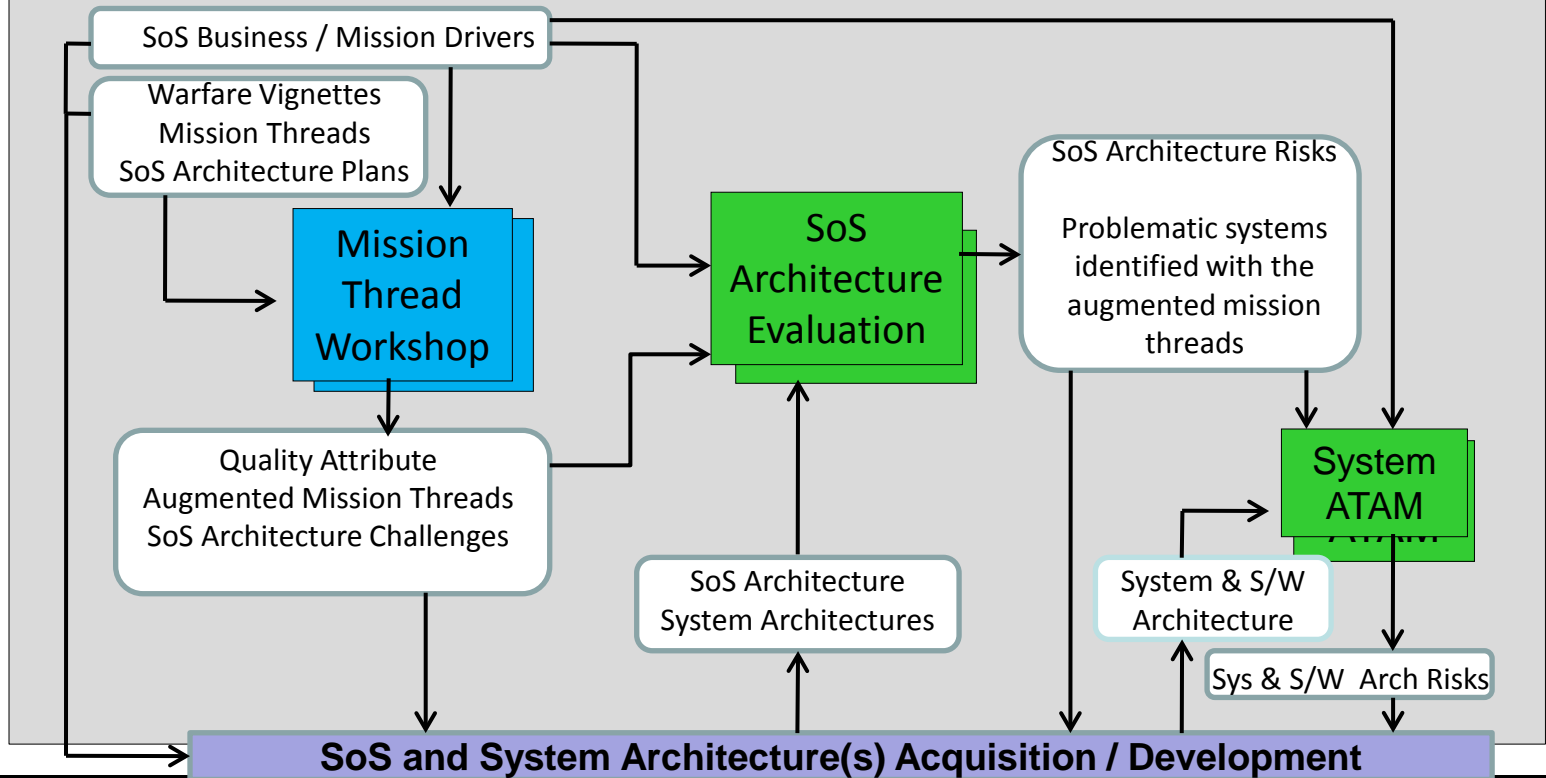 SoS Business / Mission Drivers
Warfare Vignettes
Mission Threads
SoS Architecture Plans
Mission
Thread
Workshop
SoS
Architecture
Evaluation
SoS Architecture Risks
Problematic systems
identified with the
augmented mission
threads
Quality Attribute
Augmented Mission Threads
SoS Architecture Challenges
System
ATAM
ATAM
SoS Architecture
System Architectures
System & S/W
Architecture
Sys & S/W Arch Risks
SoS and System Architecture(s) Acquisition / Development